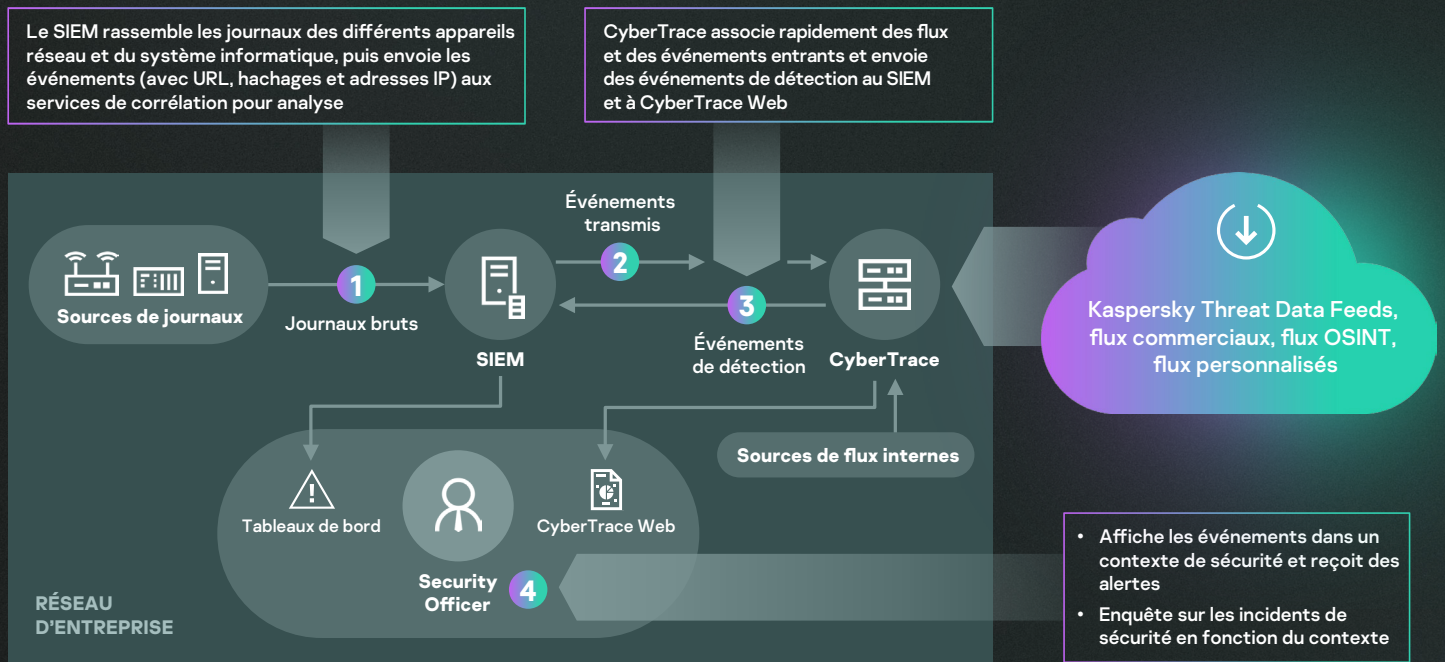 Le SIEM rassemble les journaux des différents appareils
réseau et du système informatique, puis envoie les
événements (avec URL, hachages et adresses IP) aux
services de corrélation pour analyse
CyberTrace associe rapidement des flux
et des événements entrants et envoie
des événements de détection au SIEM
et à CyberTrace Web
Événements
transmis
2
1
3
Sources de journaux
Journaux bruts
SIEM
Événements
de détection
CyberTrace
Kaspersky Threat Data Feeds,
flux commerciaux, flux OSINT,
flux personnalisés
Sources de flux internes
Tableaux de bord
CyberTrace Web
Security
Officer
4
RÉSEAU
D'ENTREPRISE
• Affiche les événements dans un
contexte de sécurité et reçoit des
alertes
• Enquête sur les incidents de
sécurité en fonction du contexte